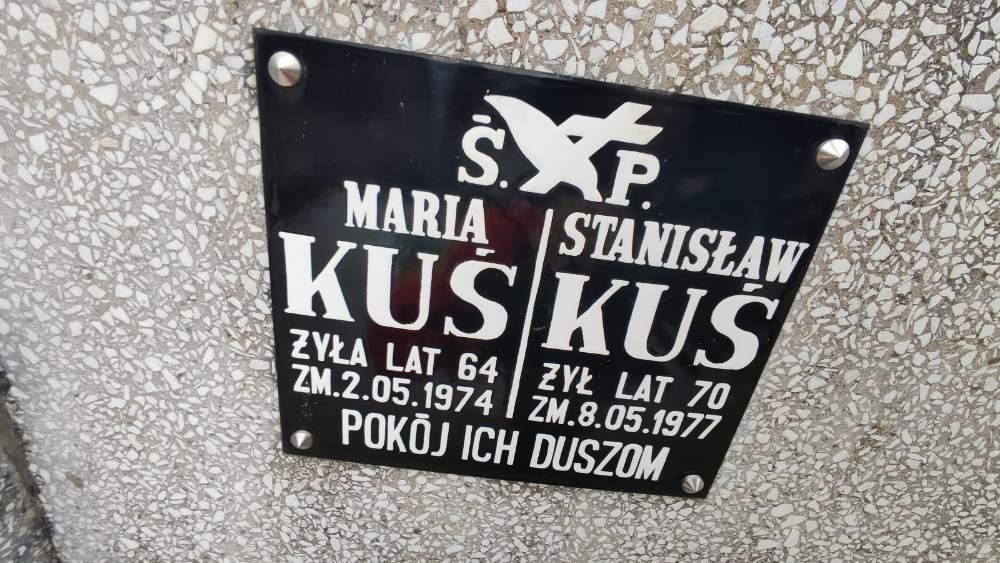 Ś. P.
MARIA
KUŚ
ŻYŁA LAT 64
ZM. 2.05.1974
STANISŁAW
KUŚ
ŻYŁ LAT 70
ZM. 8.05.1977
POKÓJ ICH DUSZOM